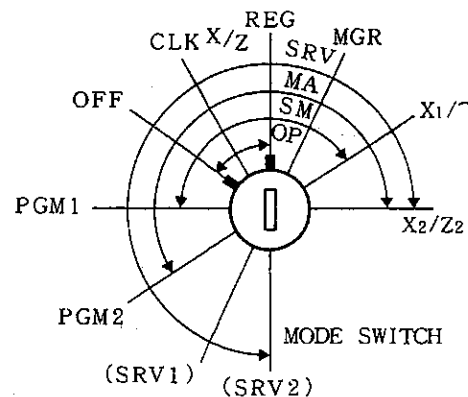 REG
CLK X/Z
MGR
SRV
MA
SM
OP
OFF
X1/
PGM1
X2/Z2
PGM2
MODE SWITCH
(SRV1)
(SRV2)